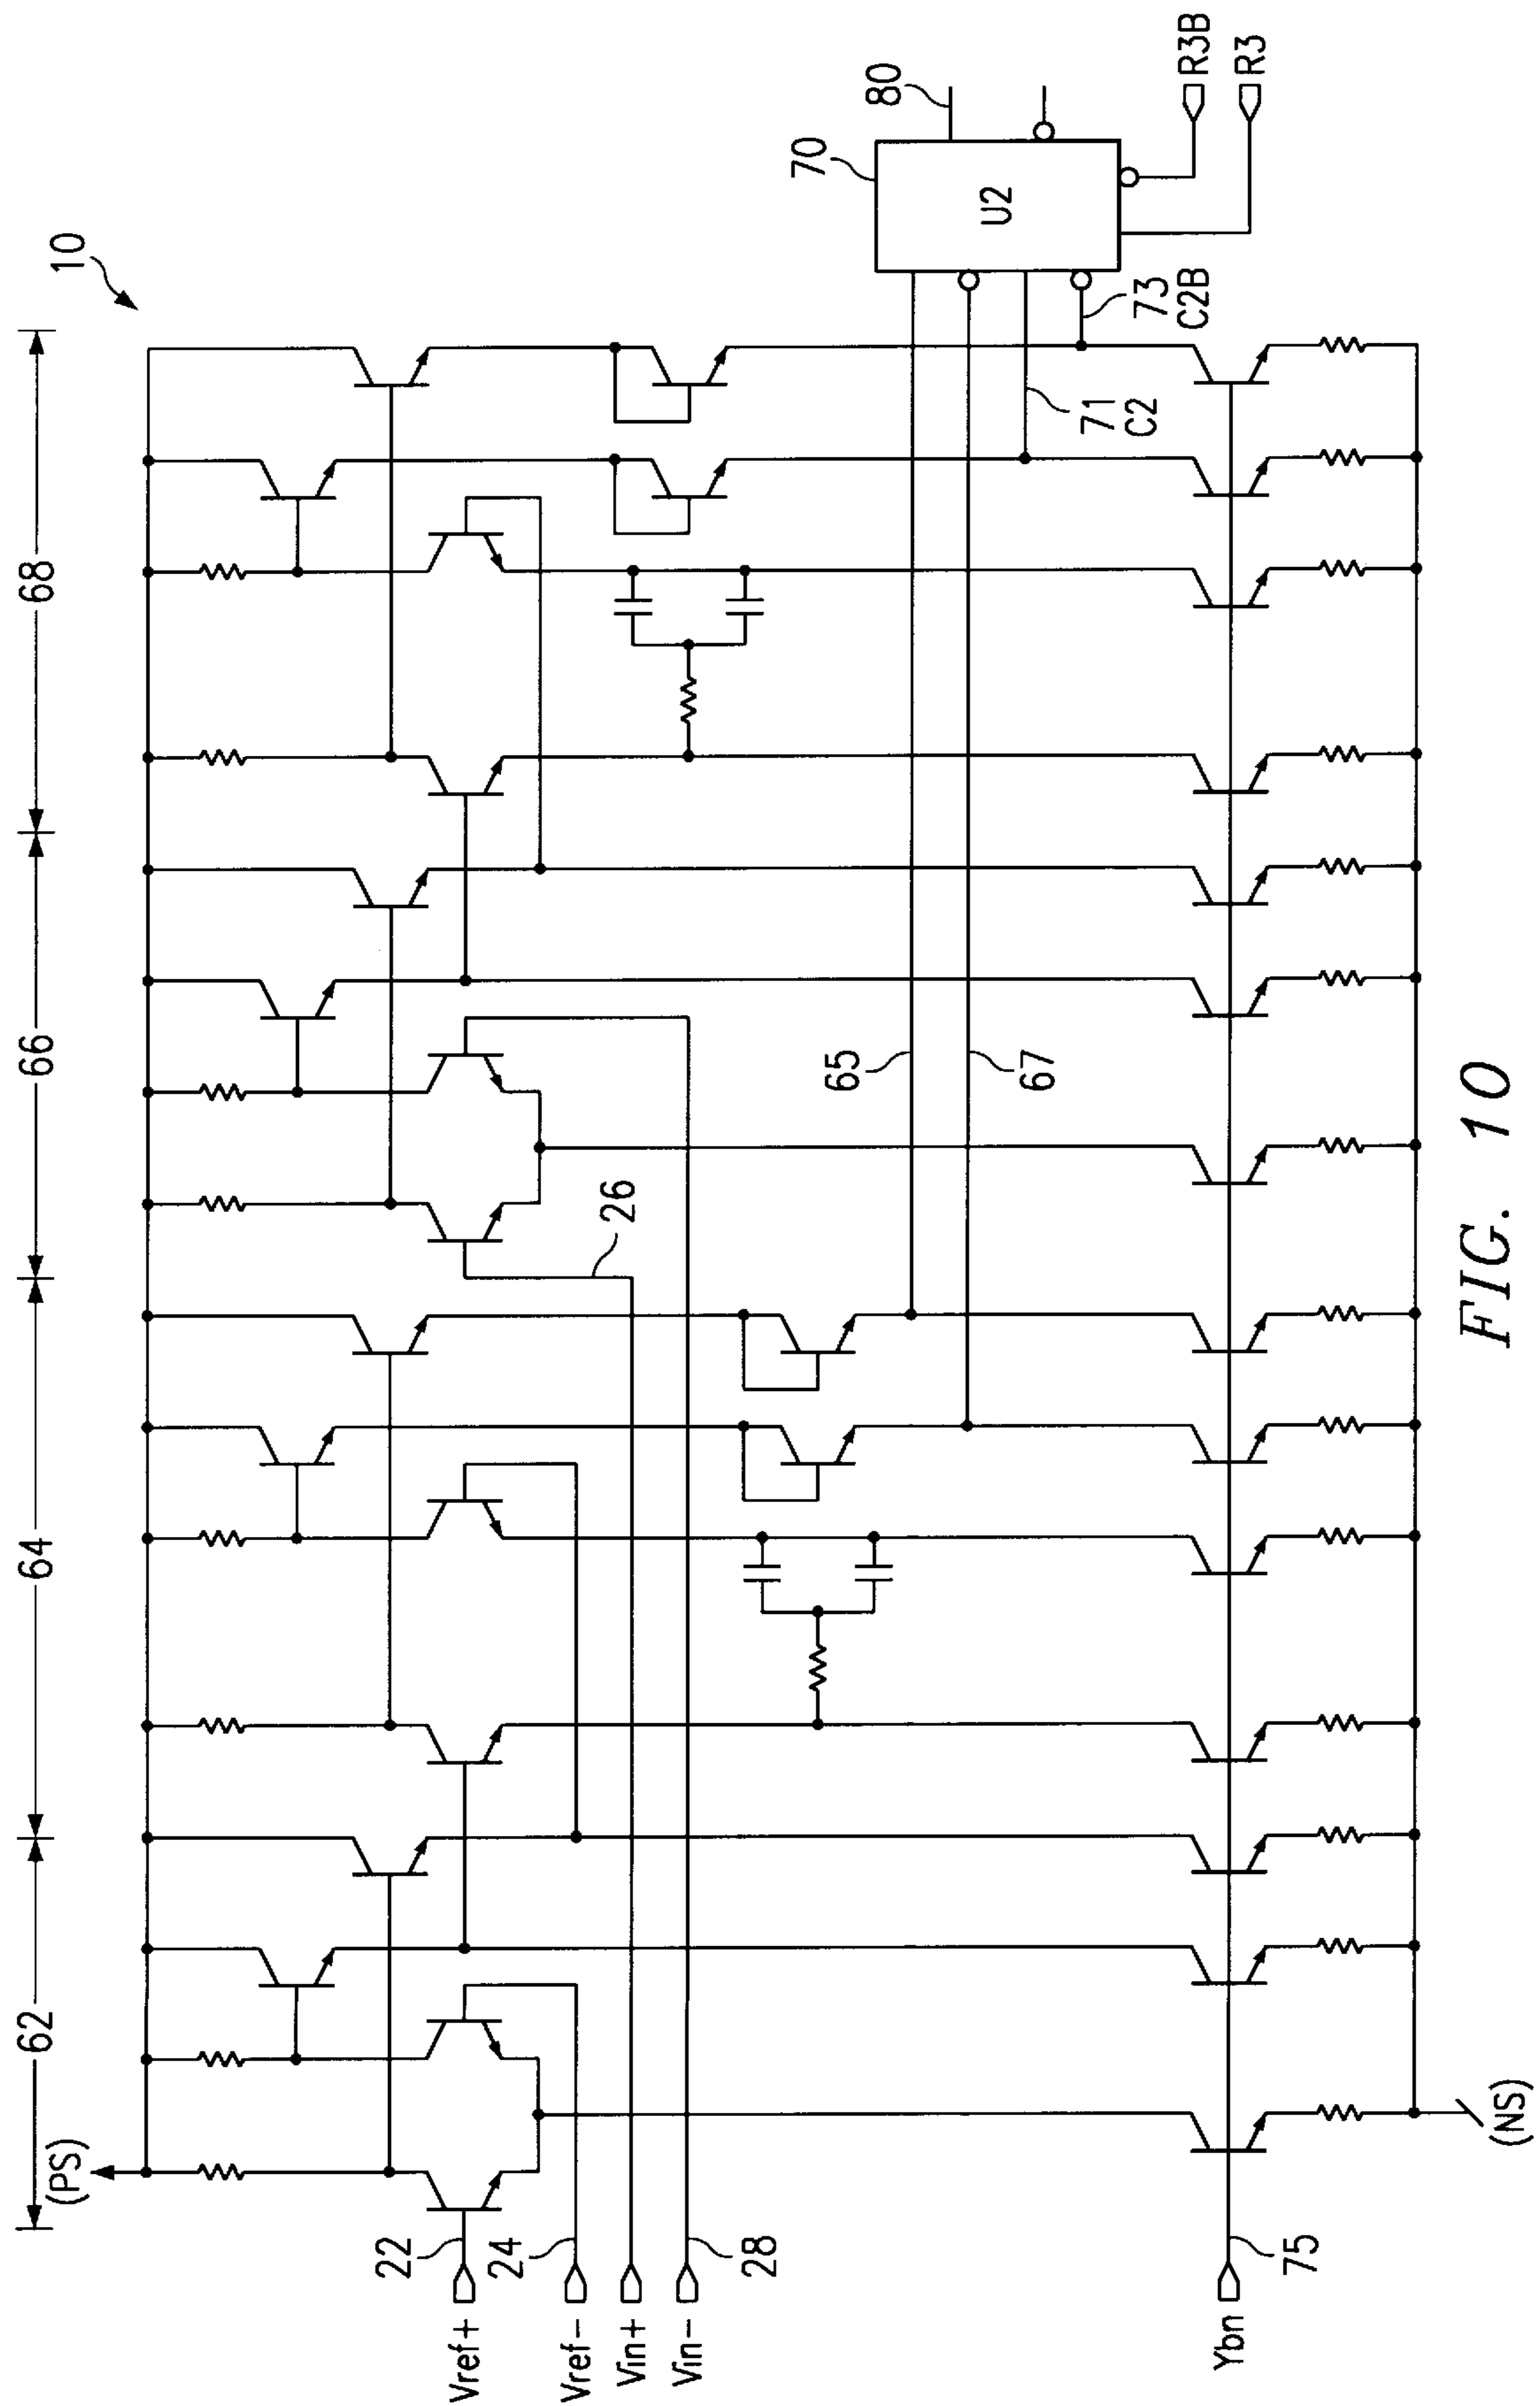 10
62
64
66
68
(PS)
22
Vref+
24
Vref-
Vin+
Vin-
28
26
65
67
70
80
U2
R3B
R3
73
C2B
71
C2
Ybn
75
(NS)
FIG. 10